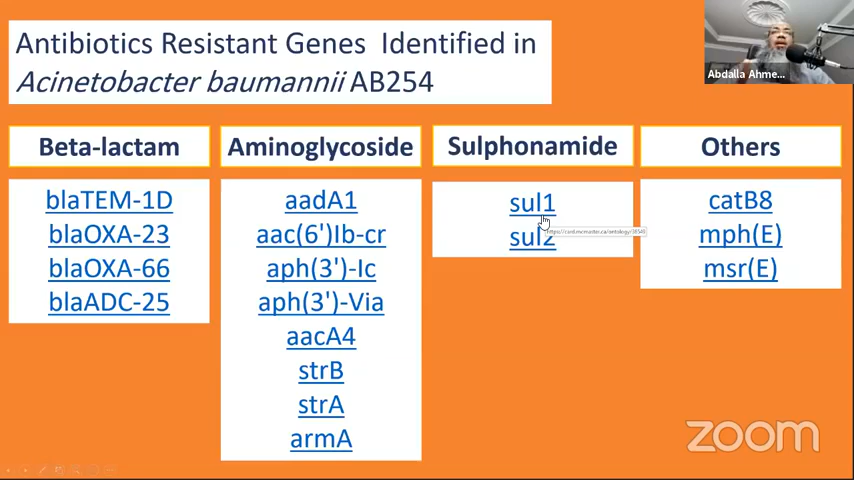 Antibiotics Resistant Genes Identified in
Acinetobacter baumannii AB254
Abdalla Ahme...
Beta-lactam
Aminoglycoside
Sulphonamide
Others
blaTEM-1D
blaOXA-23
blaOXA-66
blaADC-25
aadA1
aac(6')Ib-cr
aph(3')-Ic
aph(3')-Via
aacA4
strB
strA
armA
sul1
sul2
catB8
mph(E)
msr(E)
zoom